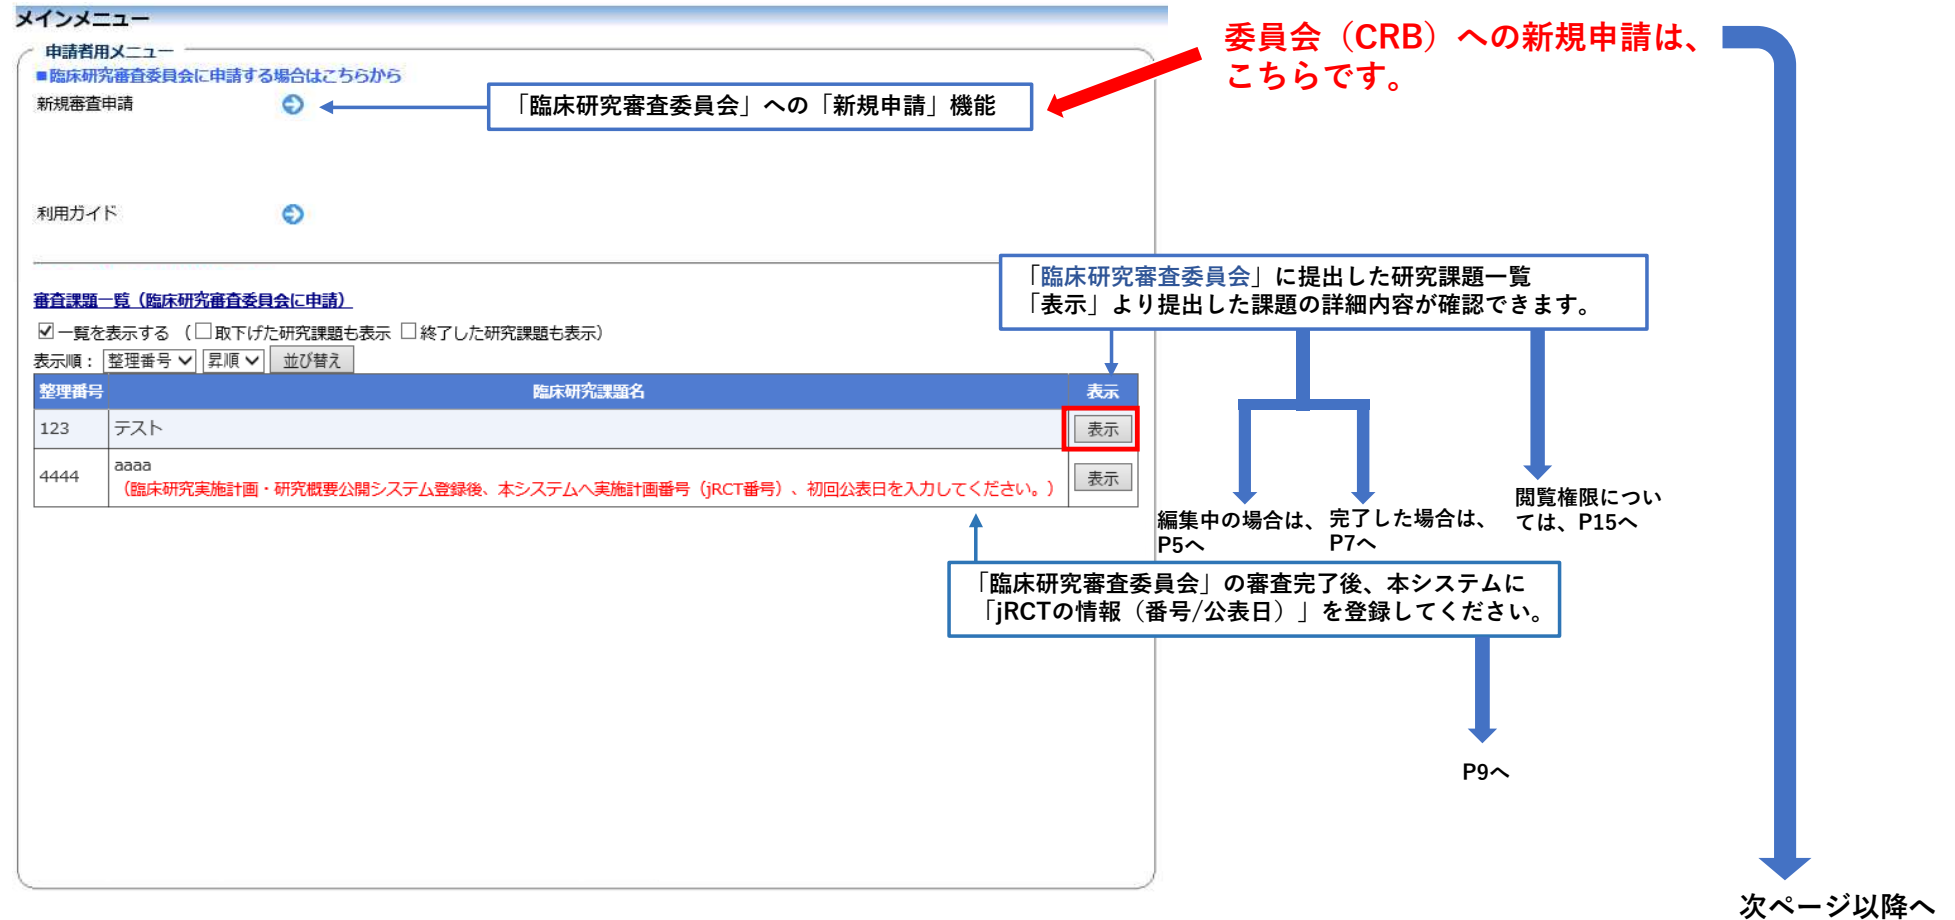 メインメニュー
申請者用メニュー
■臨床研究審査委員会に申請する場合はこちらから
新規審査申請
「臨床研究審査委員会」への「新規申請」機能
委員会（CRB）への新規申請は、
こちらです。
利用ガイド
「臨床研究審査委員会」に提出した研究課題一覧
「表示」より提出した課題の詳細内容が確認できます。
審査課題一覧（臨床研究審査委員会に申請）
一覧を表示する （ 取下げた研究課題も表示 終了した研究課題も表示）
表示順： 整理番号 昇順 並び替え
整理番号 臨床研究課題名 表示
123 テスト 表示
4444 aaaa 表示
（臨床研究実施計画・研究概要公開システム登録後、本システムへ実施計画番号（jRCT番号）、初回公表日を入力してください。）
編集中の場合は、
P5へ
完了した場合は、
P7へ
閲覧権限につい
ては、P15へ
「臨床研究審査委員会」の審査完了後、本システムに
「jRCTの情報（番号/公表日）」を登録してください。
P9へ
次ページ以降へ